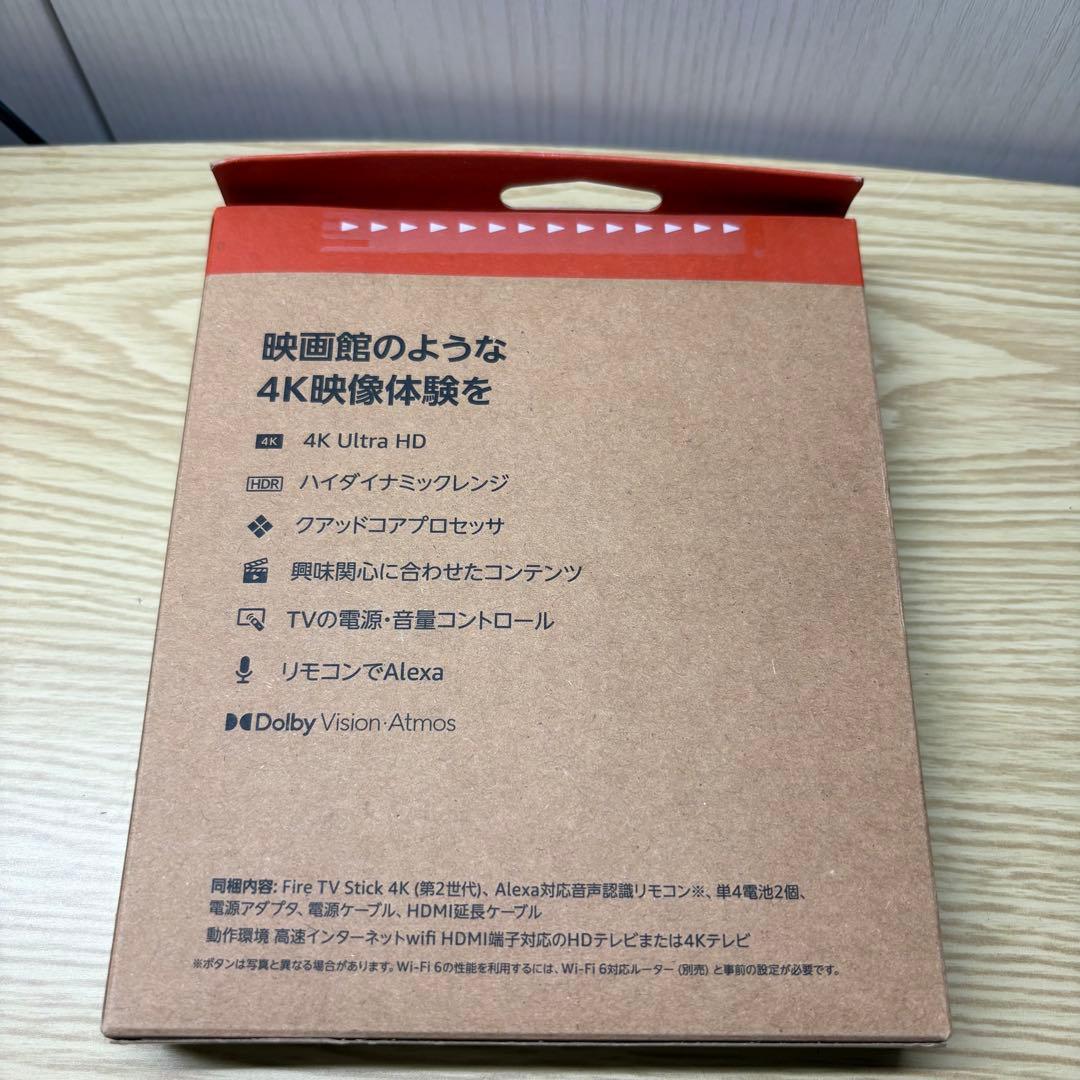 映画館のような
4K映像体験を
4K 4K Ultra HD
HDR ハイダイナミックレンジ
クアッドコアプロセッサ
興味関心に合わせたコンテンツ
TVの電源・音量コントロール
リモコンでAlexa
Dolby Vision・Atmos
同梱内容: Fire TV Stick 4K (第2世代)、Alexa対応音声認識リモコン※、単4電池2個、
電源アダプタ、電源ケーブル、HDMI延長ケーブル
動作環境 高速インターネットwifi HDMI端子対応のHDテレビまたは4Kテレビ
※ボタンは写真と異なる場合があります。Wi-Fi 6の性能を利用するには、Wi-Fi 6対応ルーター (別売) と事前の設定が必要です。